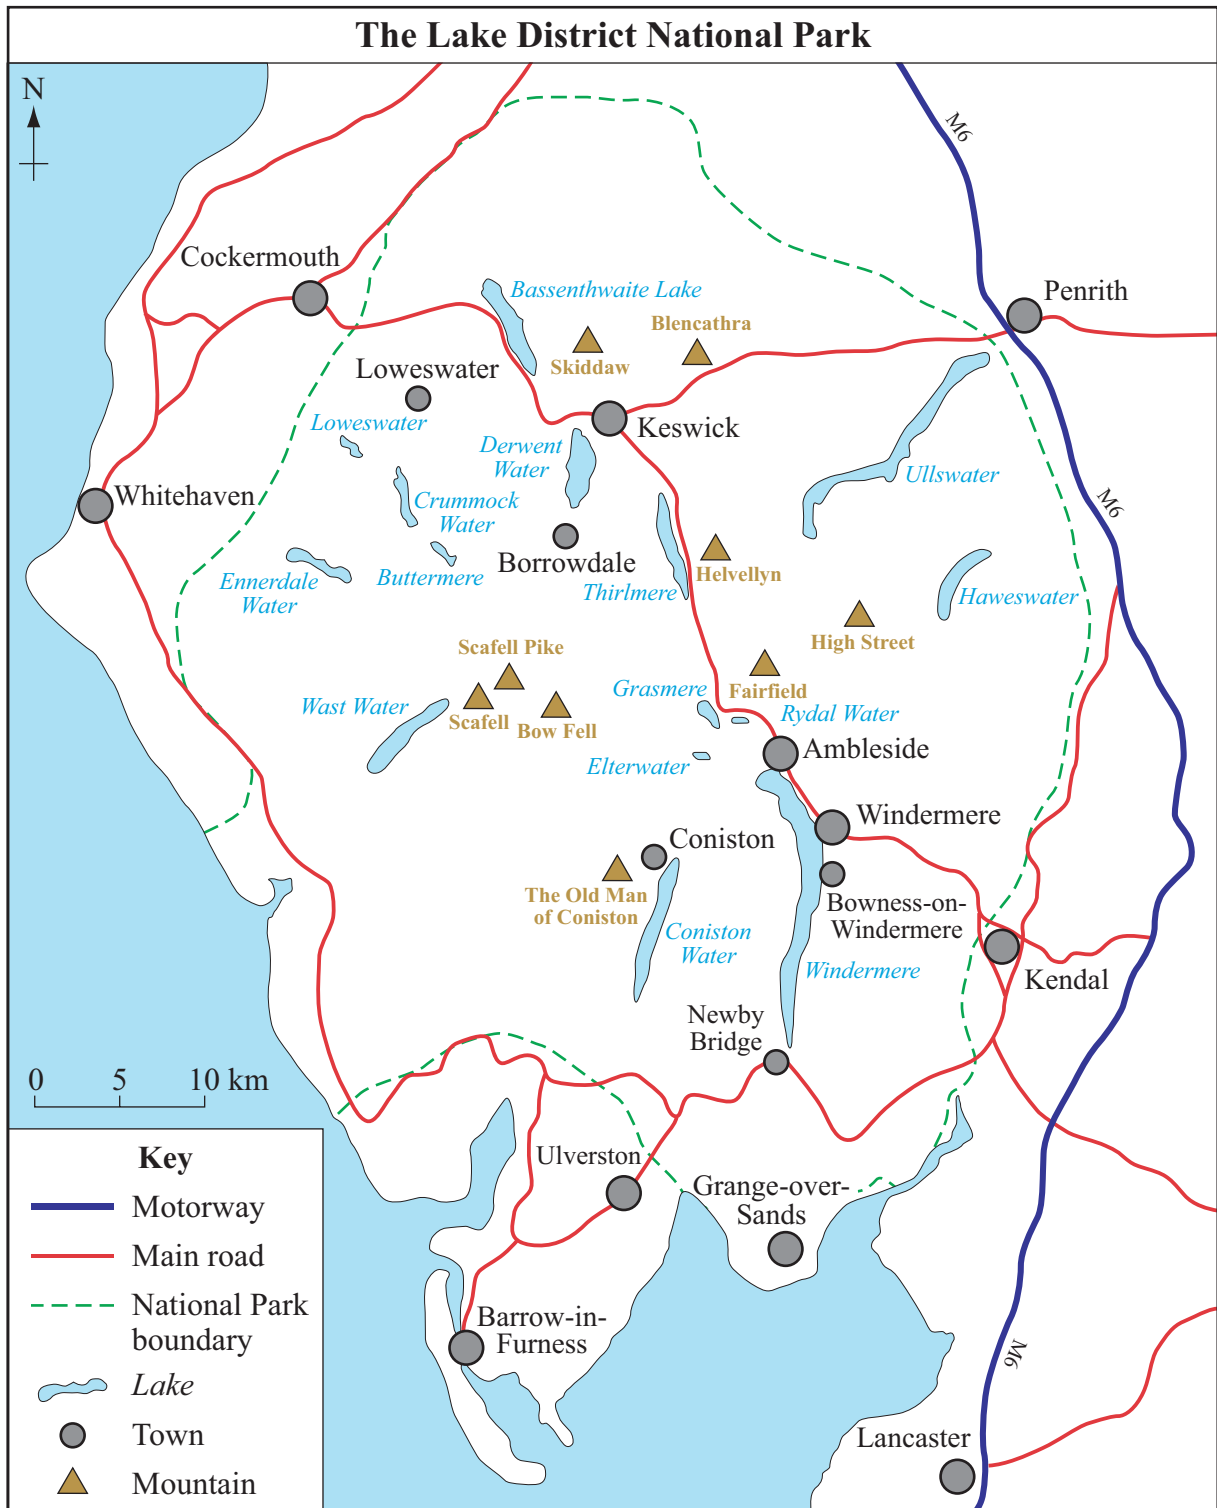 The Lake District National Park
N
M6
Cockermouth
Bassenthwaite Lake
Penrith
Blencathra
Skiddaw
Loweswater
Loweswater
Keswick
Derwent
Water
Ullswater
Whitehaven
Crummock
Water
M6
Borrowdale
Buttermere
Ennerdale
Water
Thirlmere
Helvellyn
Haweswater
High Street
Scafell Pike
Grasmere
Fairfield
Wast Water
Scafell
Bow Fell
Rydal Water
Elterwater
Ambleside
Windermere
Coniston
The Old Man
of Coniston
Bowness-on-
Windermere
Coniston
Water
Windermere
Kendal
Newby
Bridge
0 5 10 km
Ulverston
Grange-over-
Sands
Barrow-in-
Furness
M6
Lancaster
Key
Motorway
Main road
National Park
boundary
Lake
Town
Mountain